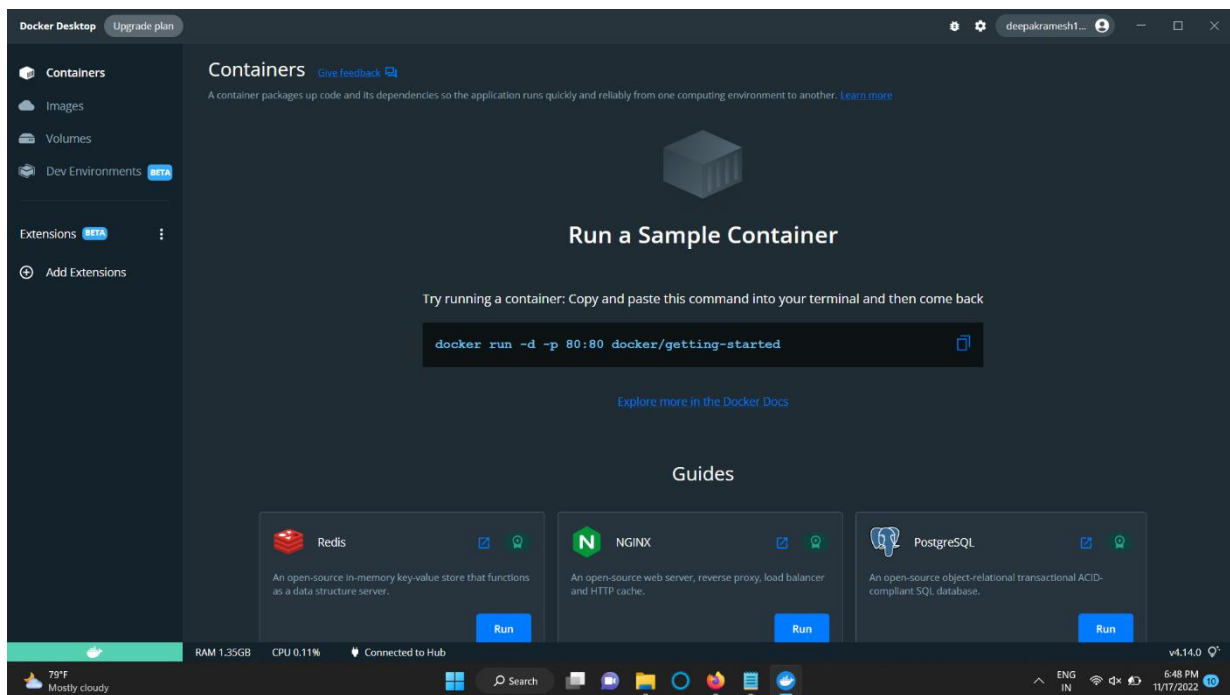 Docker Desktop Upgrade plan deepakramesh1...
Containers
Images
Volumes
Dev Environments BETA
Extensions BETA
Add Extensions
Containers Give feedback
A container packages up code and its dependencies so the application runs quickly and reliably from one computing environment to another. Learn more
Run a Sample Container
Try running a container: Copy and paste this command into your terminal and then come back
docker run -d -p 80:80 docker/getting-started
Explore more in the Docker Docs
Guides
Redis
An open-source in-memory key-value store that functions
as a data structure server.
Run
N NGINX
An open-source web server, reverse proxy, load balancer
and HTTP cache.
Run
PostgreSQL
An open-source object-relational transactional ACID-
compliant SQL database.
Run
RAM 1.35GB CPU 0.11% Connected to Hub v4.14.0
79°F
Mostly cloudy
Search
ENG
IN
6:48 PM
11/17/2022
10